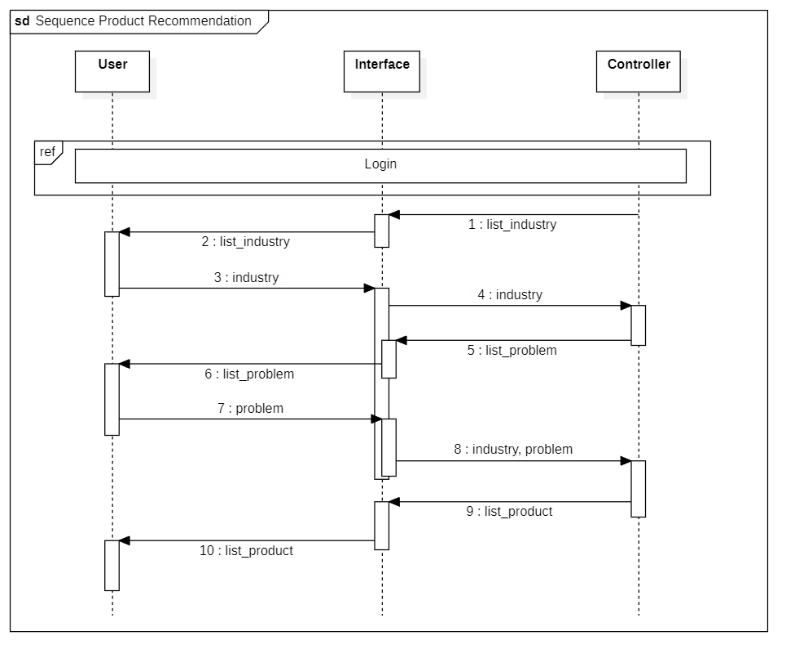 sd Sequence Product Recommendation
User
Interface
Controller
ref
Login
1 : list_industry
2 : list_industry
3 : industry
4 : industry
5 : list_problem
6 : list_problem
7 : problem
8 : industry, problem
9 : list_product
10 : list_product